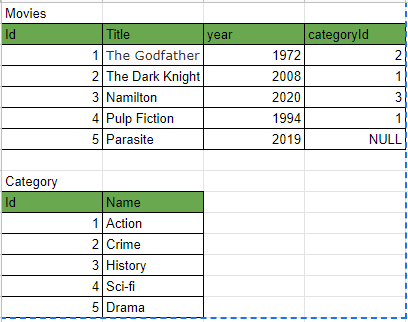 Movies
Id Title year categoryId
1 The Godfather 1972 2
2 The Dark Knight 2008 1
3 Namilton 2020 3
4 Pulp Fiction 1994 1
5 Parasite 2019 NULL
Category
Id Name
1 Action
2 Crime
3 History
4 Sci-fi
5 Drama